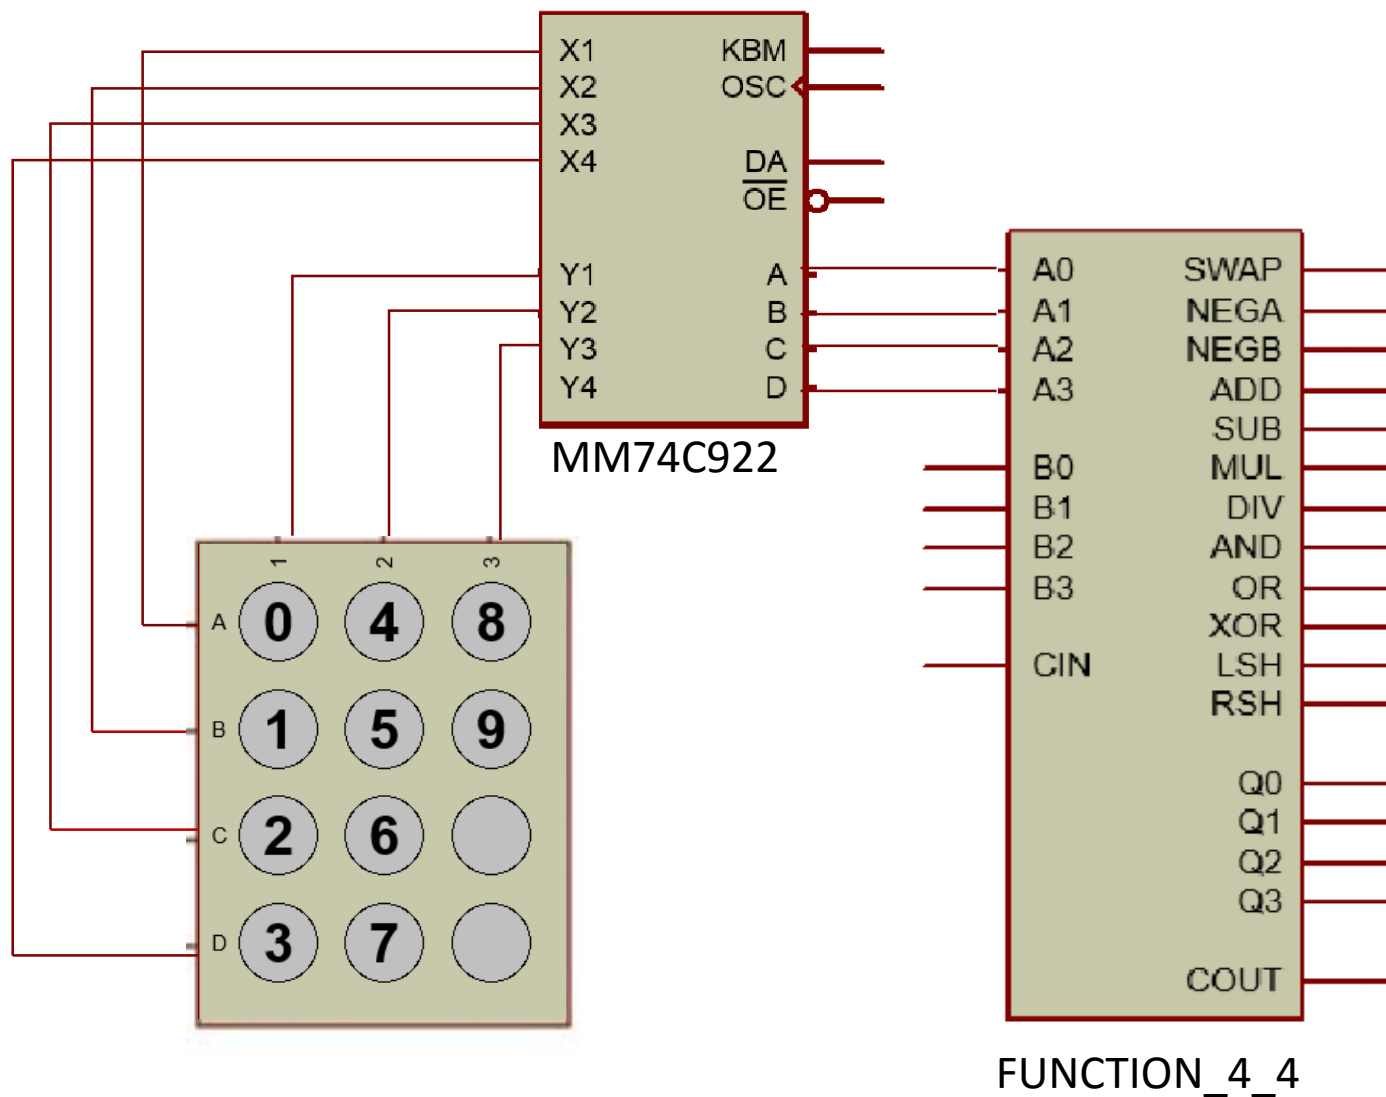 X1 KBM
X2 OSC
X3
X4 DA
OE
Y1 A
Y2 B
Y3 C
Y4 D
MM74C922
A0 SWAP
A1 NEGA
A2 NEGB
A3 ADD
SUB
B0 MUL
B1 DIV
B2 AND
B3 OR
XOR
CIN LSH
RSH
Q0
Q1
Q2
Q3
COUT
FUNCTION_4_4
1 2 3
A 0 4 8
B 1 5 9
C 2 6
D 3 7